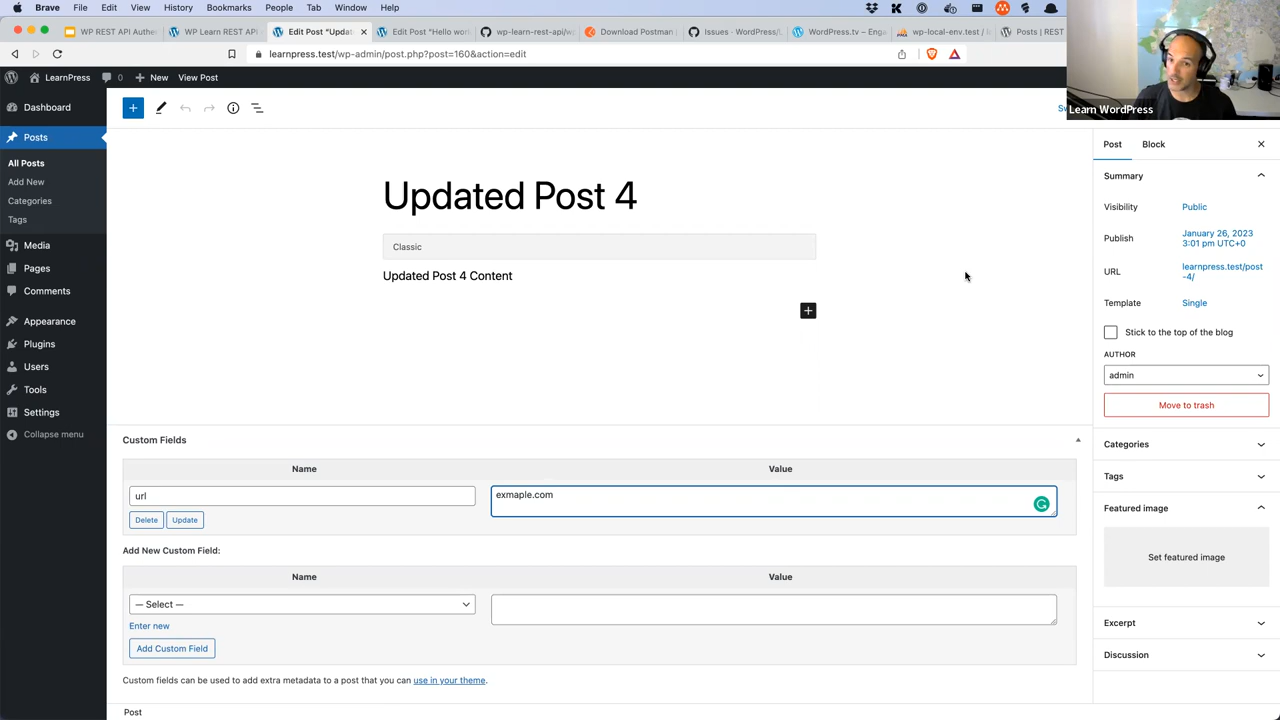 Brave File Edit View History Bookmarks People Tab Window Help
WP REST API Authe
WP Learn REST API
Edit Post "Updat
Edit Post "Hello wor
wp-learn-rest-api/wa
Download Postman
Issues · WordPress/L
WordPress.tv – Enga
wp-local-env.test / l
Posts | REST
learnpress.test/wp-admin/post.php?post=160&action=edit
LearnPress 0 New View Post
Learn WordPress
Dashboard
Posts
All Posts
Add New
Categories
Tags
Media
Pages
Comments
Appearance
Plugins
Users
Tools
Settings
Collapse menu
Updated Post 4
Classic
Updated Post 4 Content
Custom Fields
Name Value
url exmaple.com
Delete Update
Add New Custom Field:
Name Value
— Select —
Enter new
Add Custom Field
Custom fields can be used to add extra metadata to a post that you can use in your theme.
Post
Post Block
Summary
Visibility Public
Publish January 26, 2023
3:01 pm UTC+0
URL learnpress.test/post
-4/
Template Single
Stick to the top of the blog
AUTHOR
admin
Move to trash
Categories
Tags
Featured image
Set featured image
Excerpt
Discussion